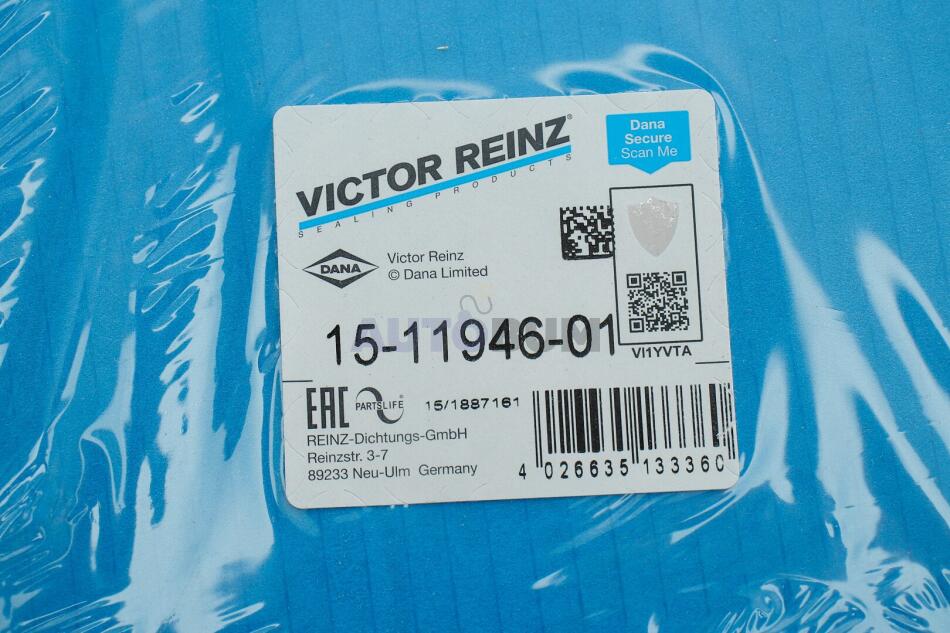 VICTOR REINZ®
SEALING PRODUCTS
Dana
Secure
Scan Me
DANA
Victor Reinz
© Dana Limited
15-11946-01
VI1YVTA
EAC
PARTSLIFE®
15/1887161
REINZ-Dichtungs-GmbH
Reinzstr. 3-7
89233 Neu-Ulm Germany
4 026635 133360